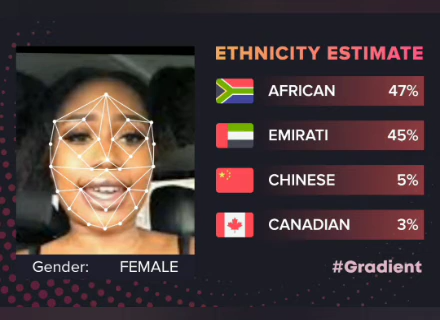 ETHNICITY ESTIMATE
AFRICAN 47%
EMIRATI 45%
CHINESE 5%
CANADIAN 3%
Gender: FEMALE
#Gradient